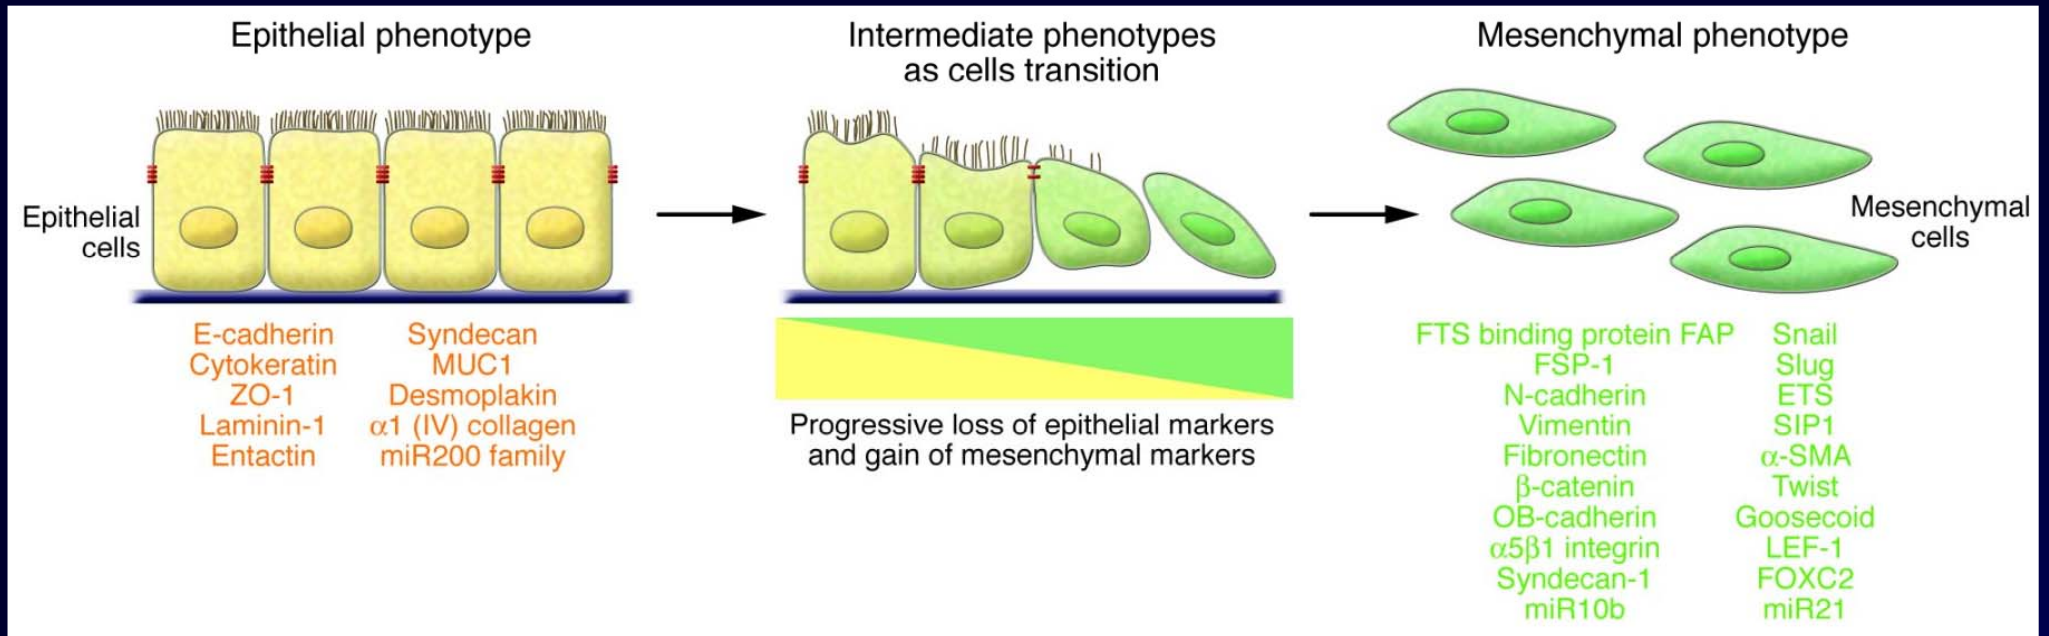 Epithelial phenotype
Epithelial
cells
E-cadherin
Cytokeratin
ZO-1
Laminin-1
Entactin
Syndecan
MUC1
Desmoplakin
α1 (IV) collagen
miR200 family
Intermediate phenotypes
as cells transition
Progressive loss of epithelial markers
and gain of mesenchymal markers
Mesenchymal phenotype
Mesenchymal
cells
FTS binding protein FAP
FSP-1
N-cadherin
Vimentin
Fibronectin
β-catenin
OB-cadherin
α5β1 integrin
Syndecan-1
miR10b
Snail
Slug
ETS
SIP1
α-SMA
Twist
Goosecoid
LEF-1
FOXC2
miR21